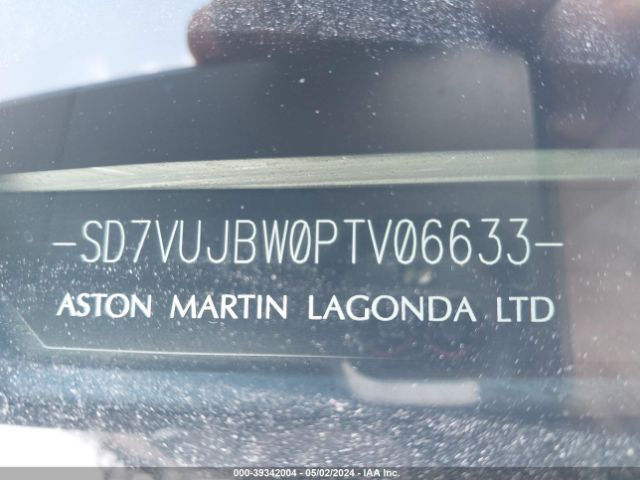 -SD7VUJBW0PTV06633-
ASTON MARTIN LAGONDA LTD
000-39342004 - 05/02/2024 - IAA Inc.